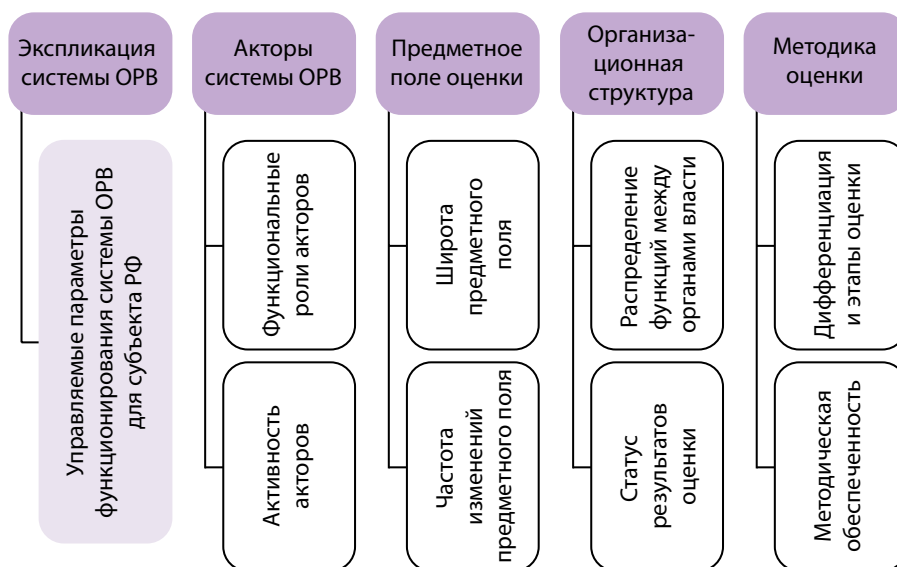 Экспликация
системы ОРВ
Управляемые параметры
функционирования системы ОРВ
для субъекта РФ
Акторы
системы ОРВ
Функциональные
роли акторов
Активность
акторов
Предметное
поле оценки
Широта
предметного
поля
Частота
изменений
предметного поля
Организа-
ционная
структура
Распределение
функций между
органами власти
Статус
результатов
оценки
Методика
оценки
Дифференциация
и этапы оценки
Методическая
обеспеченность